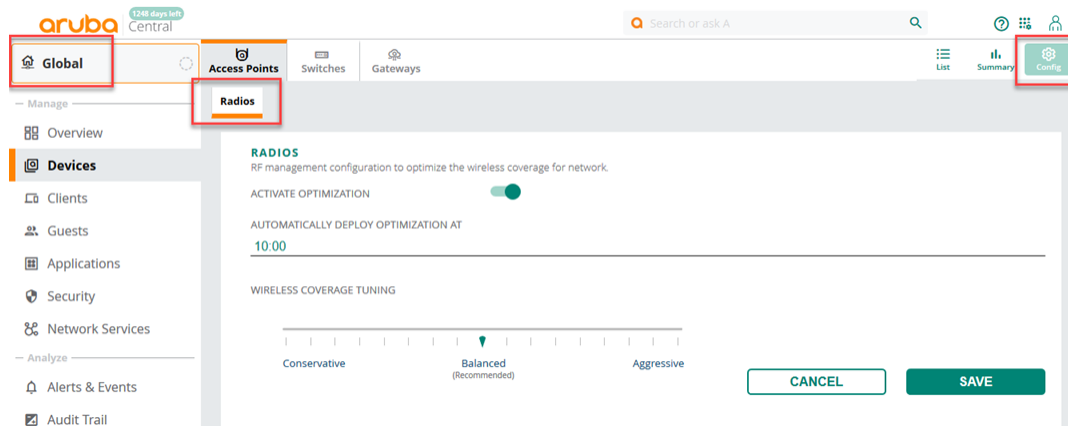 aruba
1248 days left
Central
Search or ask A
Global
Access Points
Switches
Gateways
List
Summary
Config
Manage
Radios
Overview
Devices
Clients
Guests
Applications
Security
Network Services
Analyze
Alerts & Events
Audit Trail
RADIOS
RF management configuration to optimize the wireless coverage for network.
ACTIVATE OPTIMIZATION
AUTOMATICALLY DEPLOY OPTIMIZATION AT
10:00
WIRELESS COVERAGE TUNING
Conservative
Balanced
(Recommended)
Aggressive
CANCEL
SAVE